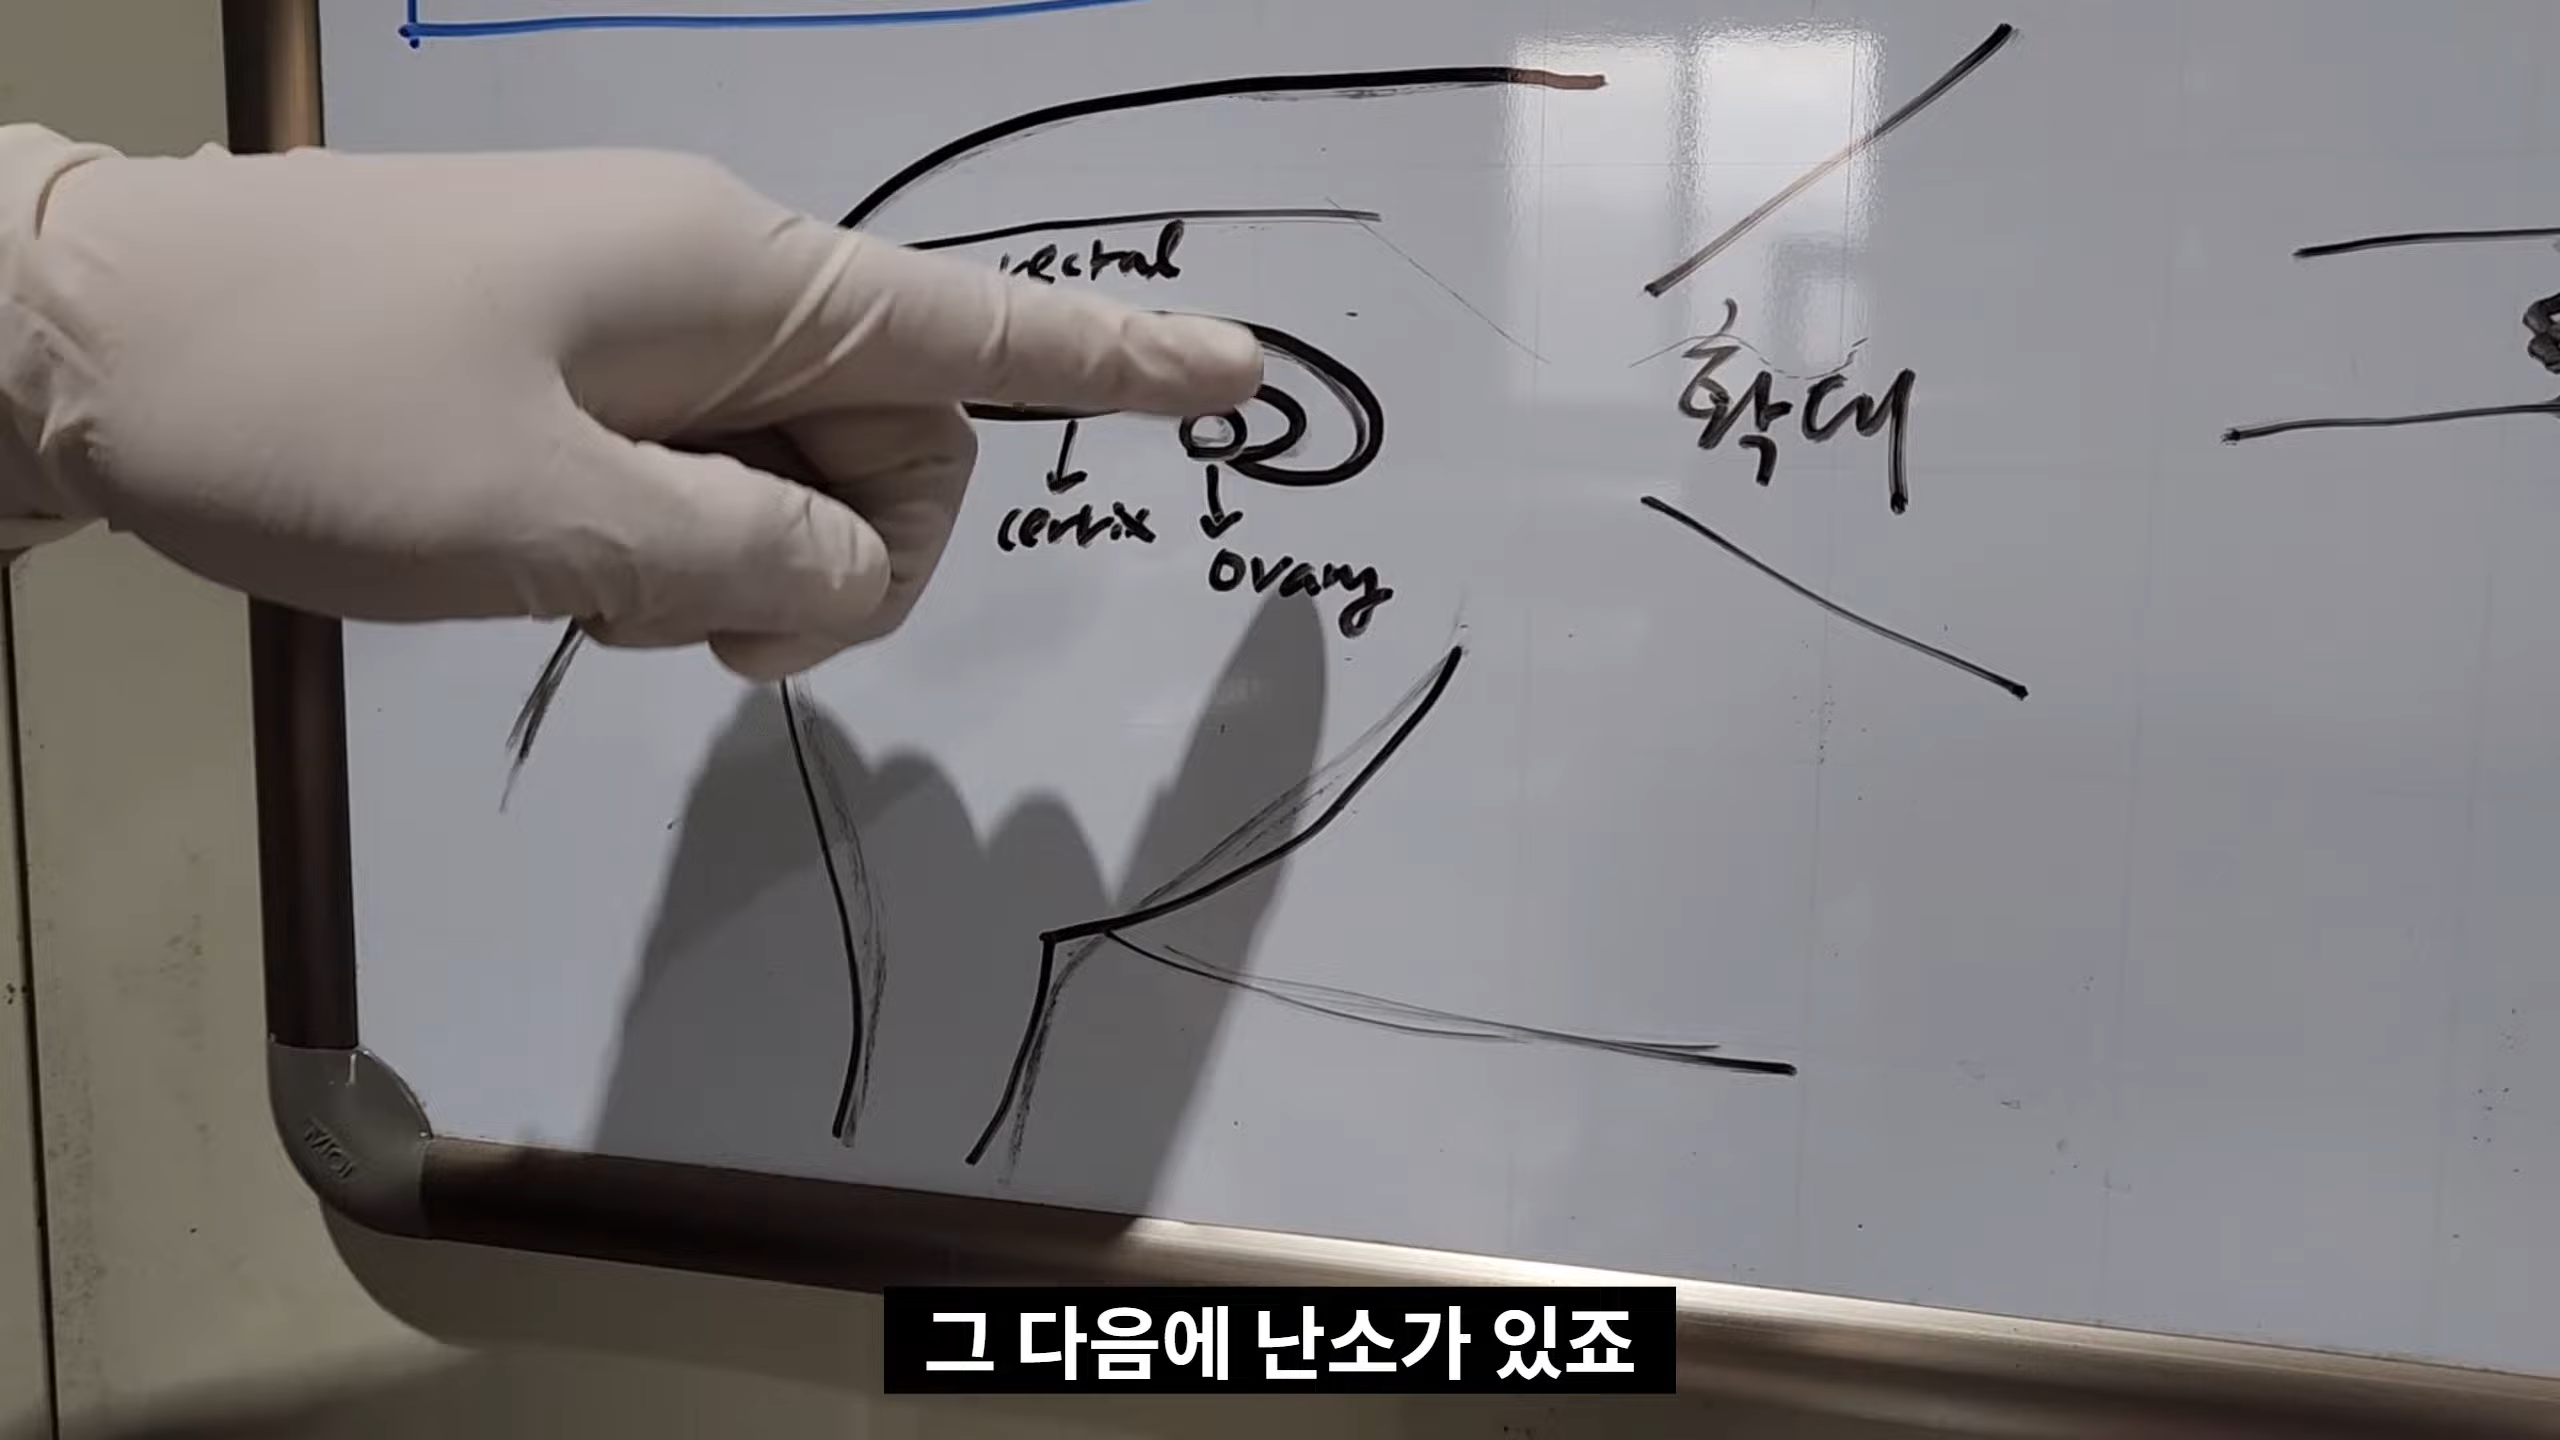 rectal
확대
cervix
ovary
그 다음에 난소가 있죠